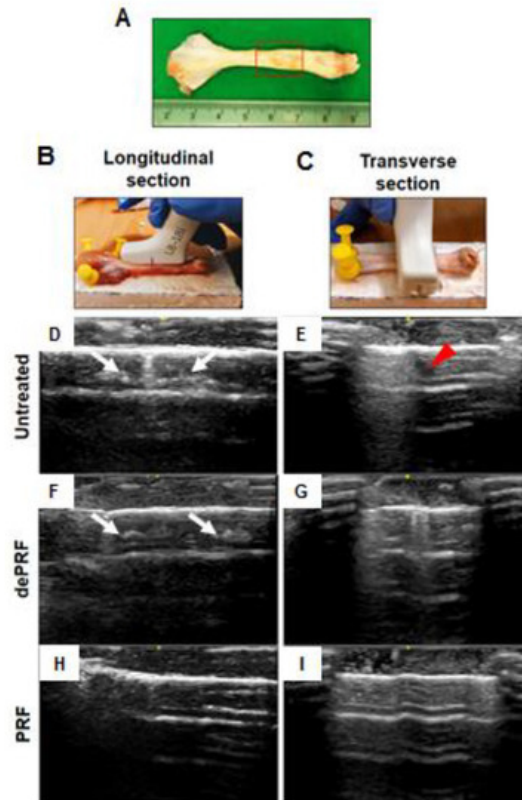 A
B
Longitudinal
section
C
Transverse
section
Untreated
D
E
dePRF
F
G
PRF
H
I